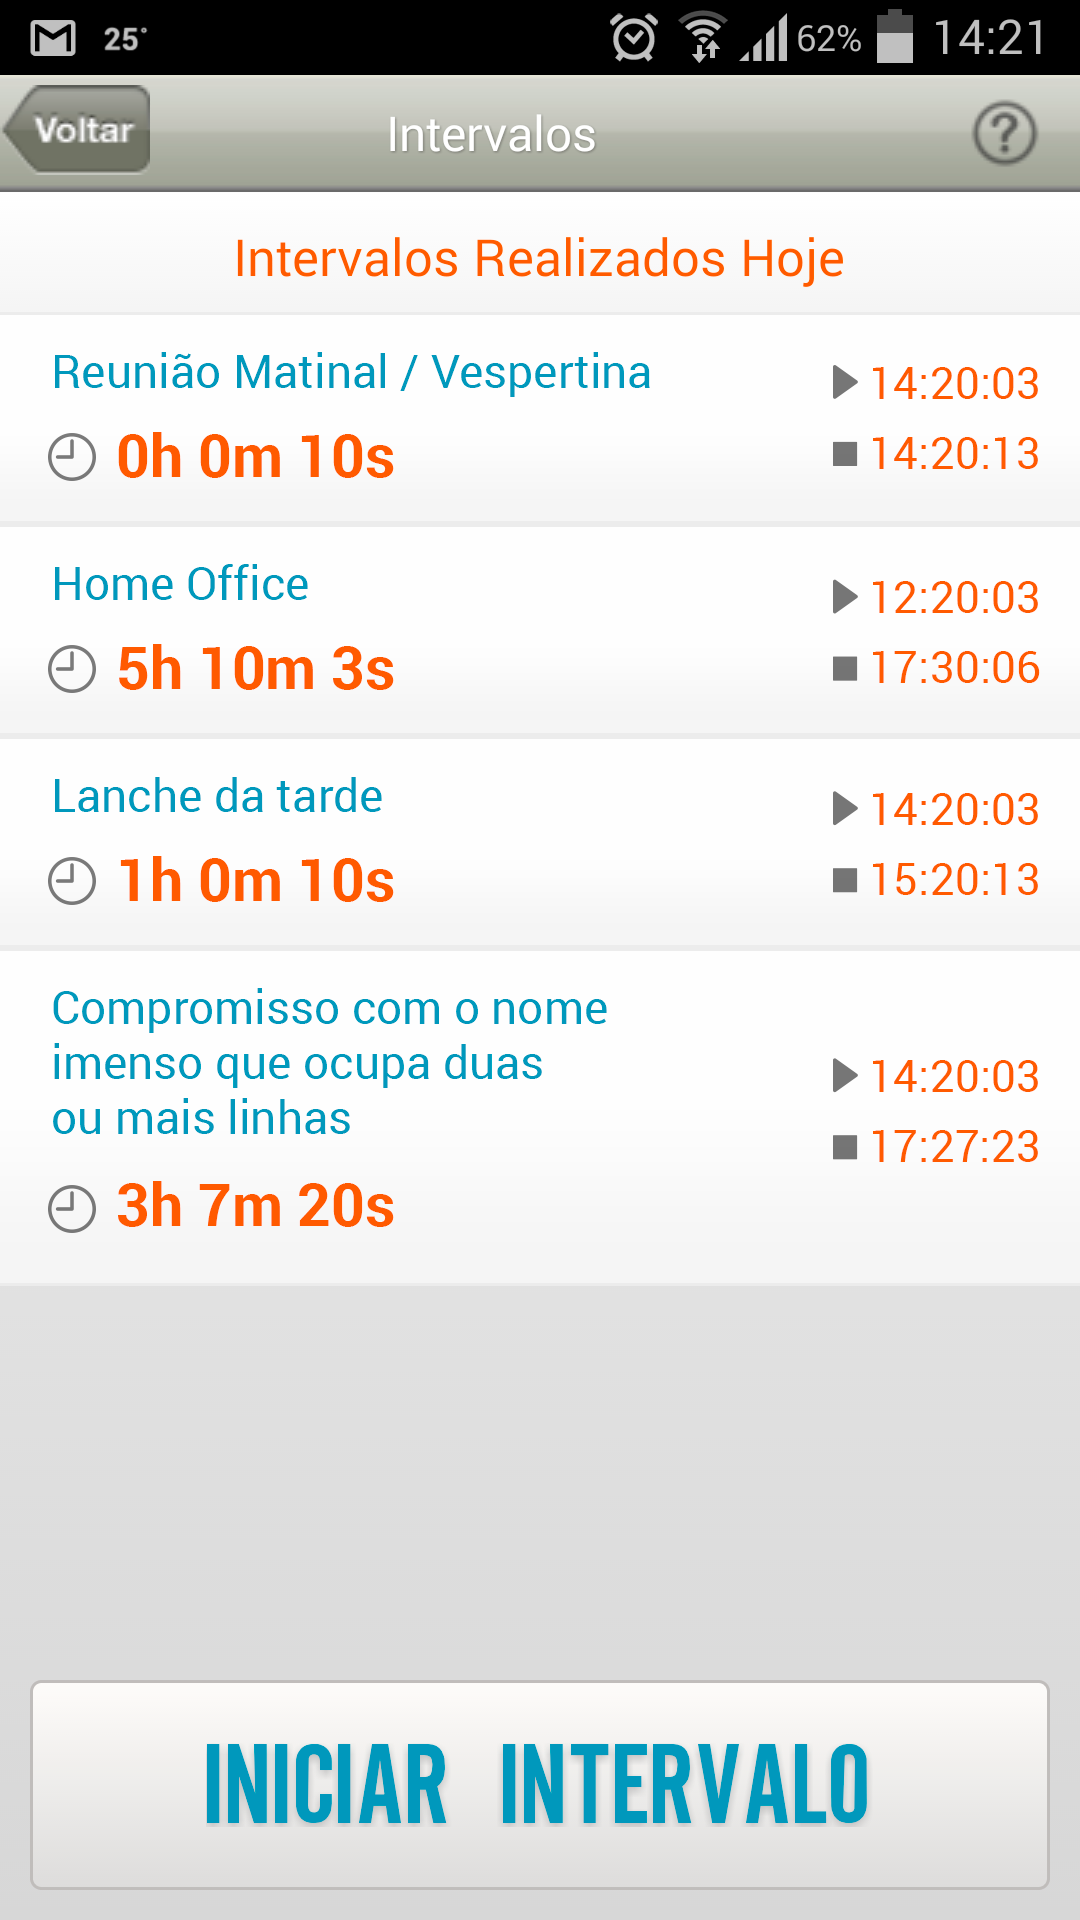 25° 62% 14:21
Voltar Intervalos ?
Intervalos Realizados Hoje
Reunião Matinal / Vespertina
14:20:03
0h 0m 10s
14:20:13
Home Office
12:20:03
5h 10m 3s
17:30:06
Lanche da tarde
14:20:03
1h 0m 10s
15:20:13
Compromisso com o nome
imenso que ocupa duas
ou mais linhas
14:20:03
17:27:23
3h 7m 20s
INICIAR INTERVALO